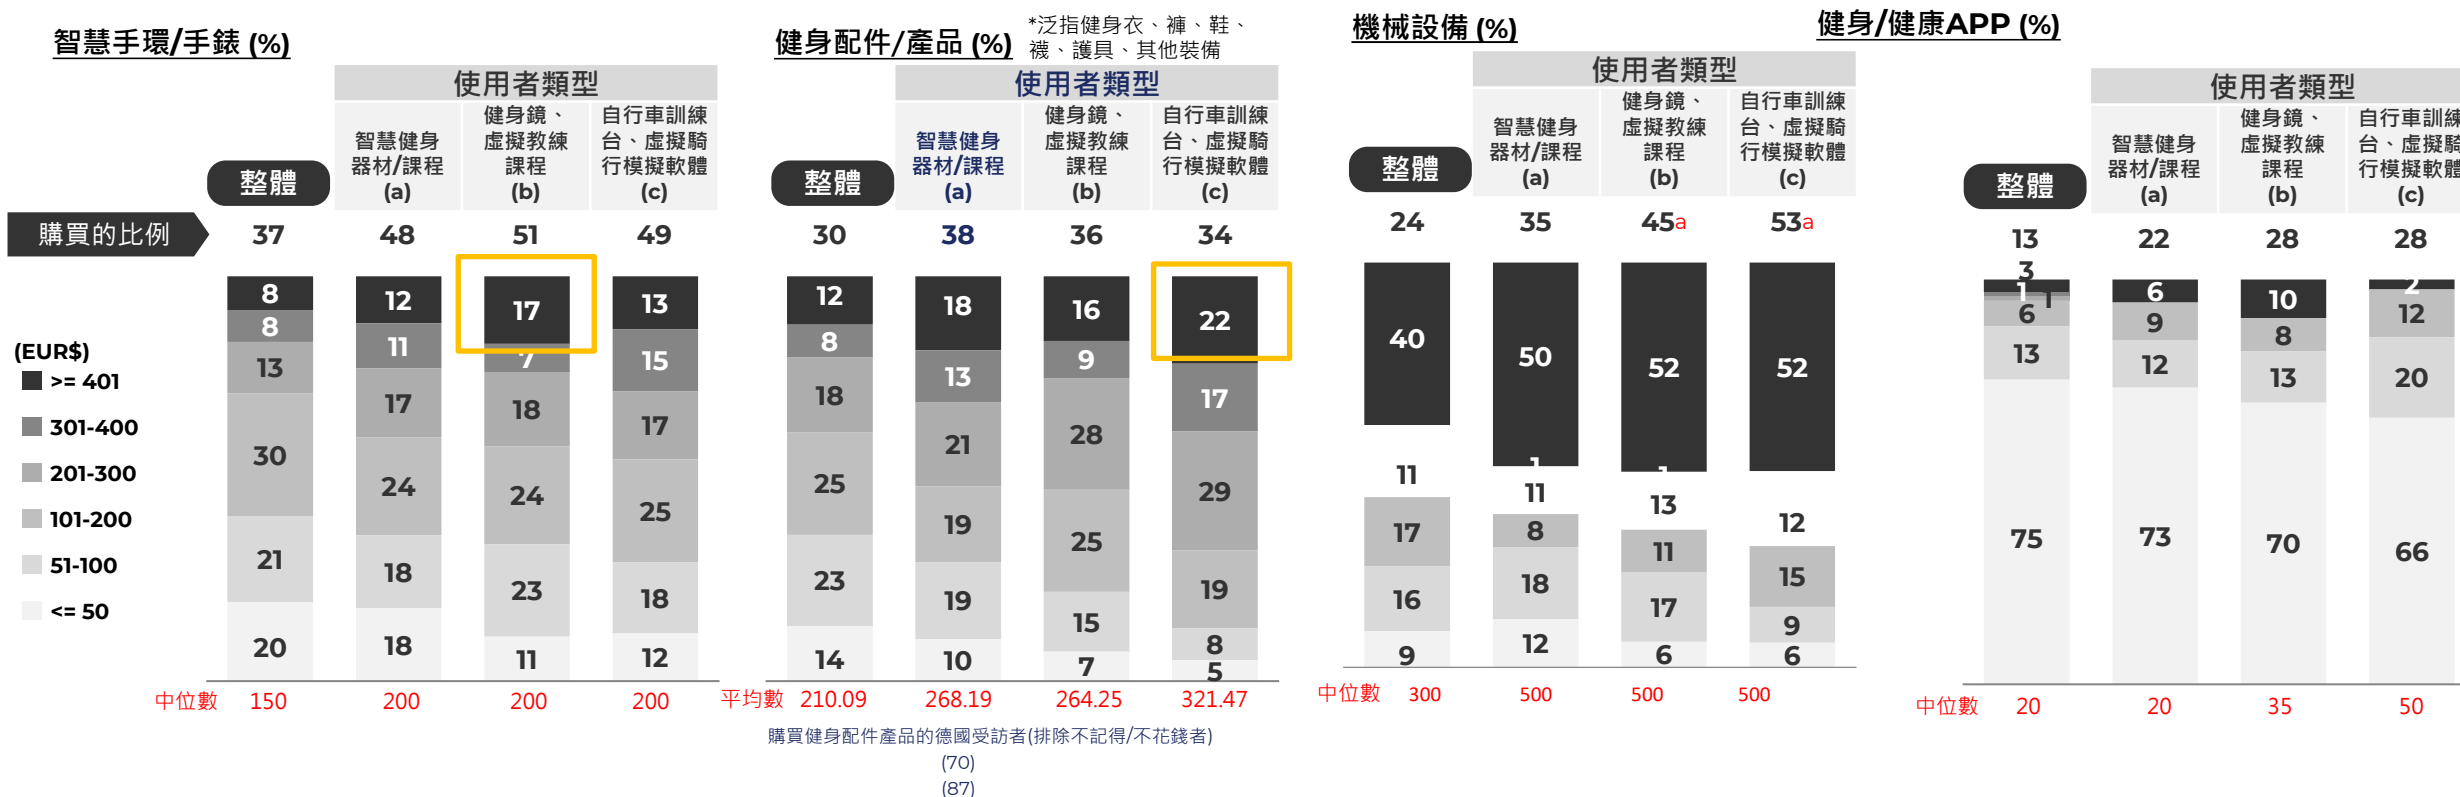 智慧手環/手錶 (%)
使用者類型
整體
智慧健身
器材/課程
(a)
健身鏡、
虛擬教練
課程
(b)
自行車訓練
台、虛擬騎
行模擬軟體
(c)
購買的比例
37 48 51 49
(EUR$)
>= 401
301-400
201-300
101-200
51-100
<= 50
8
8
13
30
21
20
12
11
17
24
18
18
17
7
18
24
23
11
13
15
17
25
18
12
中位數 150 200 200 200
健身配件/產品 (%)
*泛指健身衣、褲、鞋、
襪、護具、其他裝備
使用者類型
整體
智慧健身
器材/課程
(a)
健身鏡、
虛擬教練
課程
(b)
自行車訓練
台、虛擬騎
行模擬軟體
(c)
30 38 36 34
12
8
18
25
23
14
18
13
21
19
19
10
16
9
28
25
15
7
22
17
29
19
8
5
平均數 210.09 268.19 264.25 321.47
購買健身配件產品的德國受訪者(排除不記得/不花錢者)
(70)
(87)
機械設備 (%)
使用者類型
整體
智慧健身
器材/課程
(a)
健身鏡、
虛擬教練
課程
(b)
自行車訓練
台、虛擬騎
行模擬軟體
(c)
24 35 45a 53a
40
11
17
16
9
50
1
11
8
18
12
52
1
13
11
17
6
52
12
15
9
6
中位數 300 500 500 500
健身/健康APP (%)
使用者類型
整體
智慧健身
器材/課程
(a)
健身鏡、
虛擬教練
課程
(b)
自行車訓練
台、虛擬騎
行模擬軟體
(c)
13 22 28 28
3
1 1
6
13
75
6
9
12
73
10
8
13
70
2
12
20
66
中位數 20 20 35 50